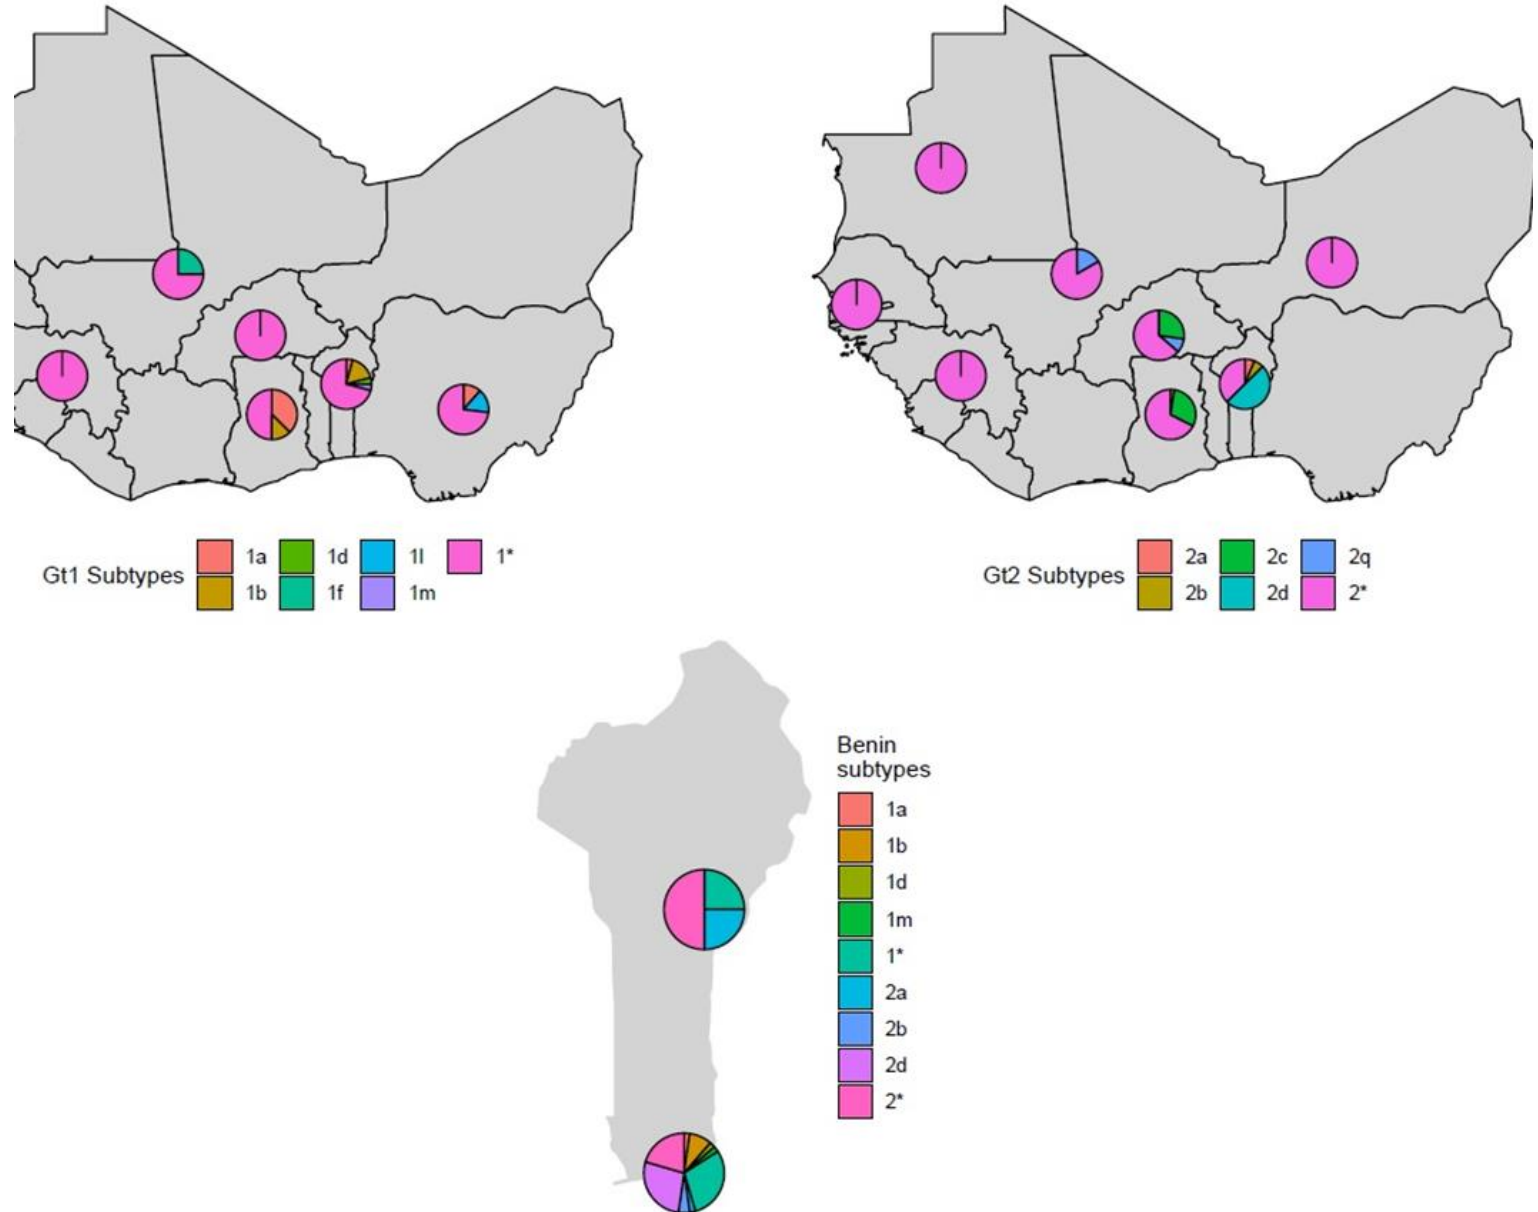 Gt1 Subtypes
1a 1d 1l 1*
1b 1f 1m
Gt2 Subtypes
2a 2c 2q
2b 2d 2*
Benin
subtypes
1a
1b
1d
1m
1*
2a
2b
2d
2*